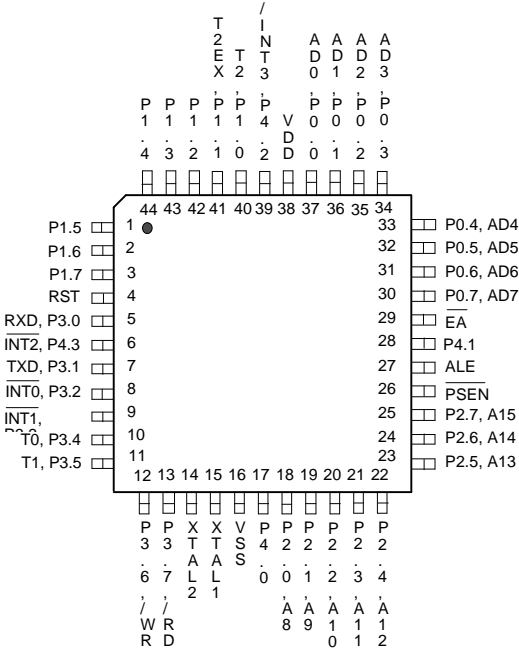 P1.4
P1.3
P1.2
T2EX,P1.1
T2,P1.0
/INT3,P4.2
VDD
AD0,P0.0
AD1,P0.1
AD2,P0.2
AD3,P0.3
44 43 42 41 40 39 38 37 36 35 34
P1.5 1
P1.6 2
P1.7 3
RST 4
RXD, P3.0 5
INT2, P4.3 6
TXD, P3.1 7
INT0, P3.2 8
INT1, 9
T0, P3.4 10
T1, P3.5 11
33 P0.4, AD4
32 P0.5, AD5
31 P0.6, AD6
30 P0.7, AD7
29 EA
28 P4.1
27 ALE
26 PSEN
25 P2.7, A15
24 P2.6, A14
23 P2.5, A13
12 13 14 15 16 17 18 19 20 21 22
P3.6,/WR
P3.7,/RD
XTAL2
XTAL1
VSS
P4.0
P2.0,A8
P2.1,A9
P2.2,A10
P2.3,A11
P2.4,A12